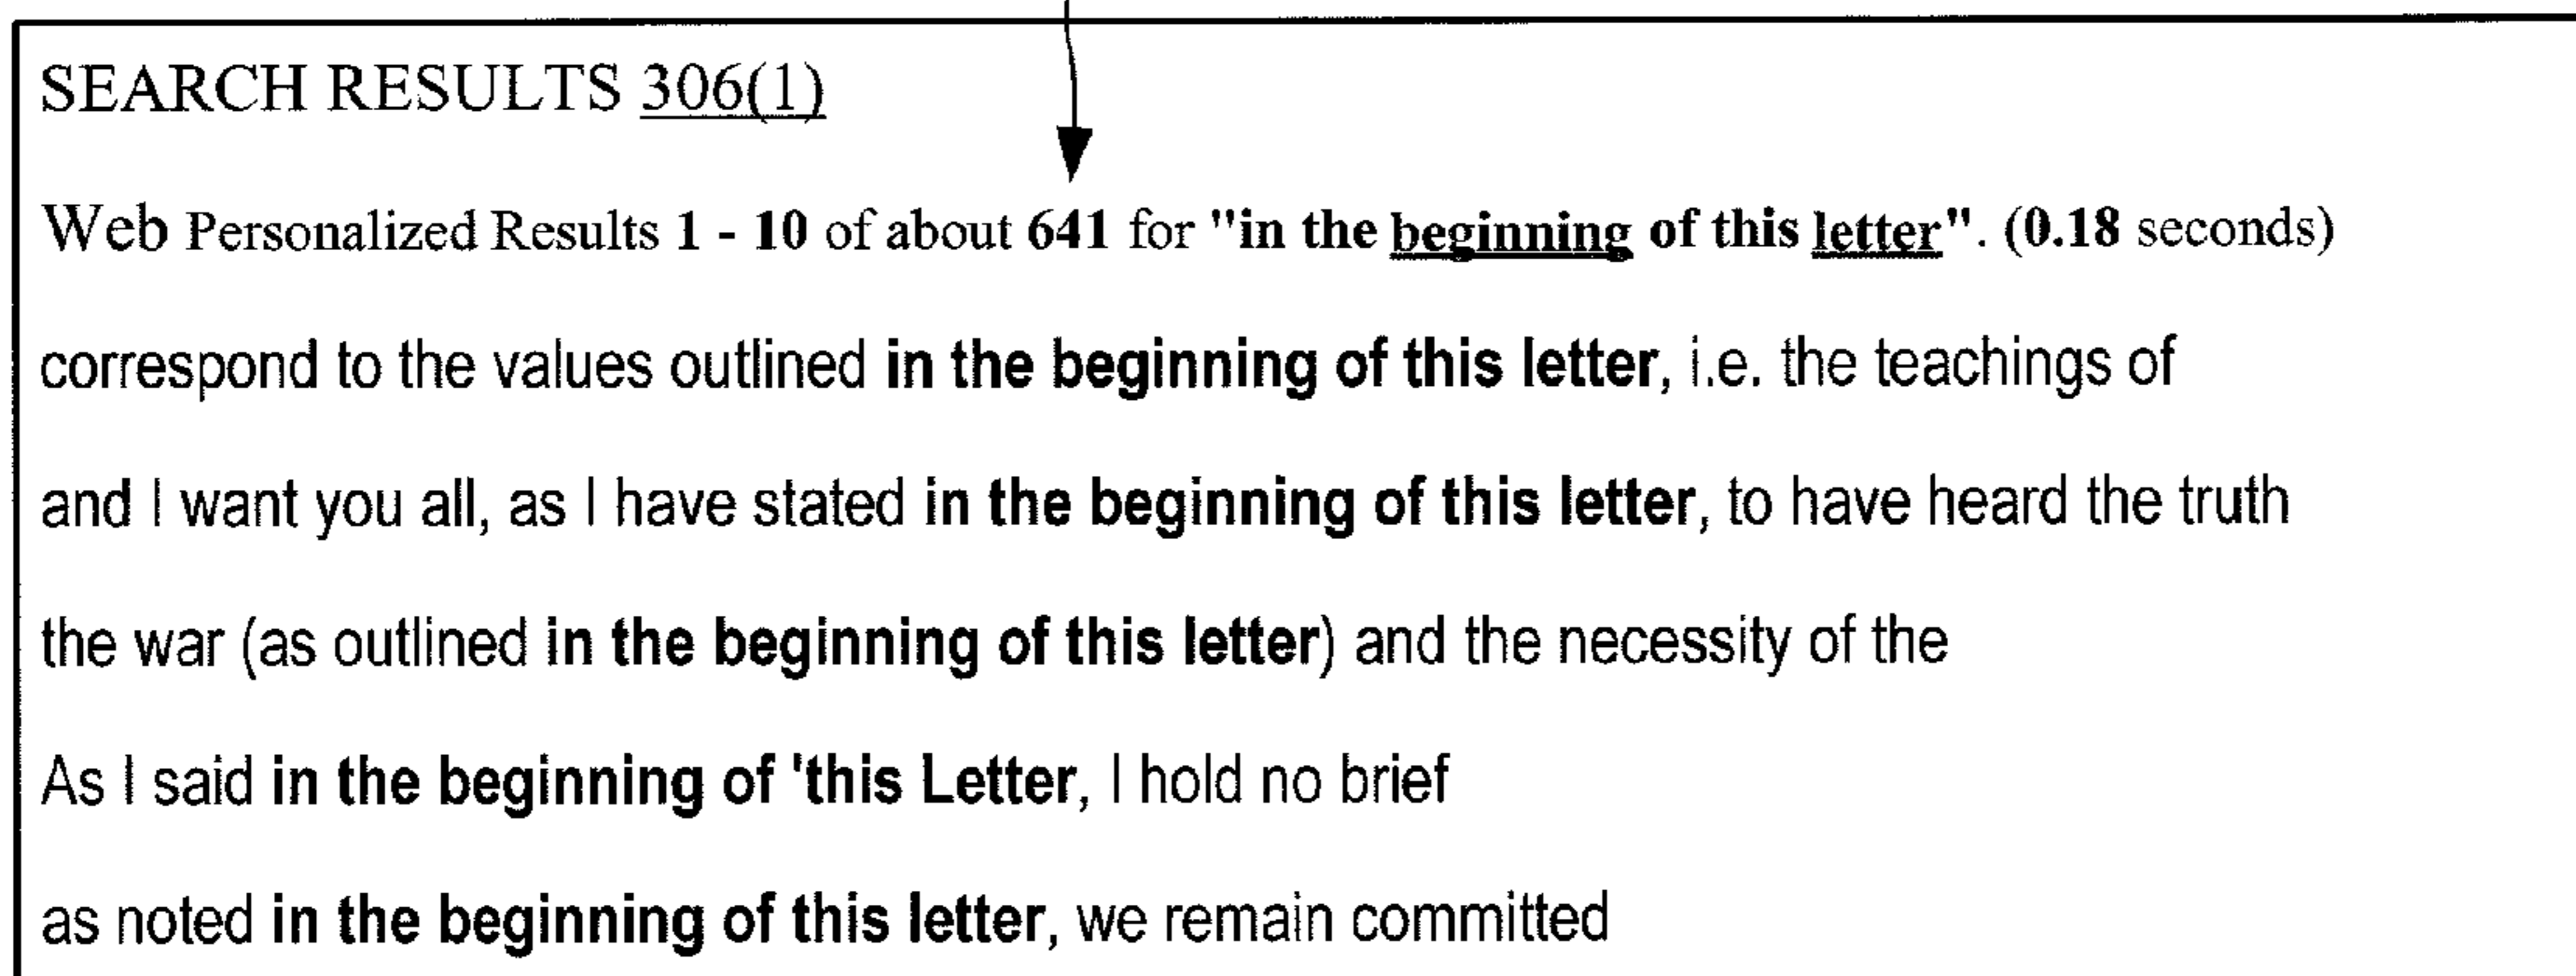 SEARCH RESULTS 306(1)
Web Personalized Results 1 - 10 of about 641 for "in the beginning of this letter". (0.18 seconds)
correspond to the values outlined in the beginning of this letter, i.e. the teachings of
and I want you all, as I have stated in the beginning of this letter, to have heard the truth
the war (as outlined in the beginning of this letter) and the necessity of the
As I said in the beginning of 'this Letter, I hold no brief
as noted in the beginning of this letter, we remain committed